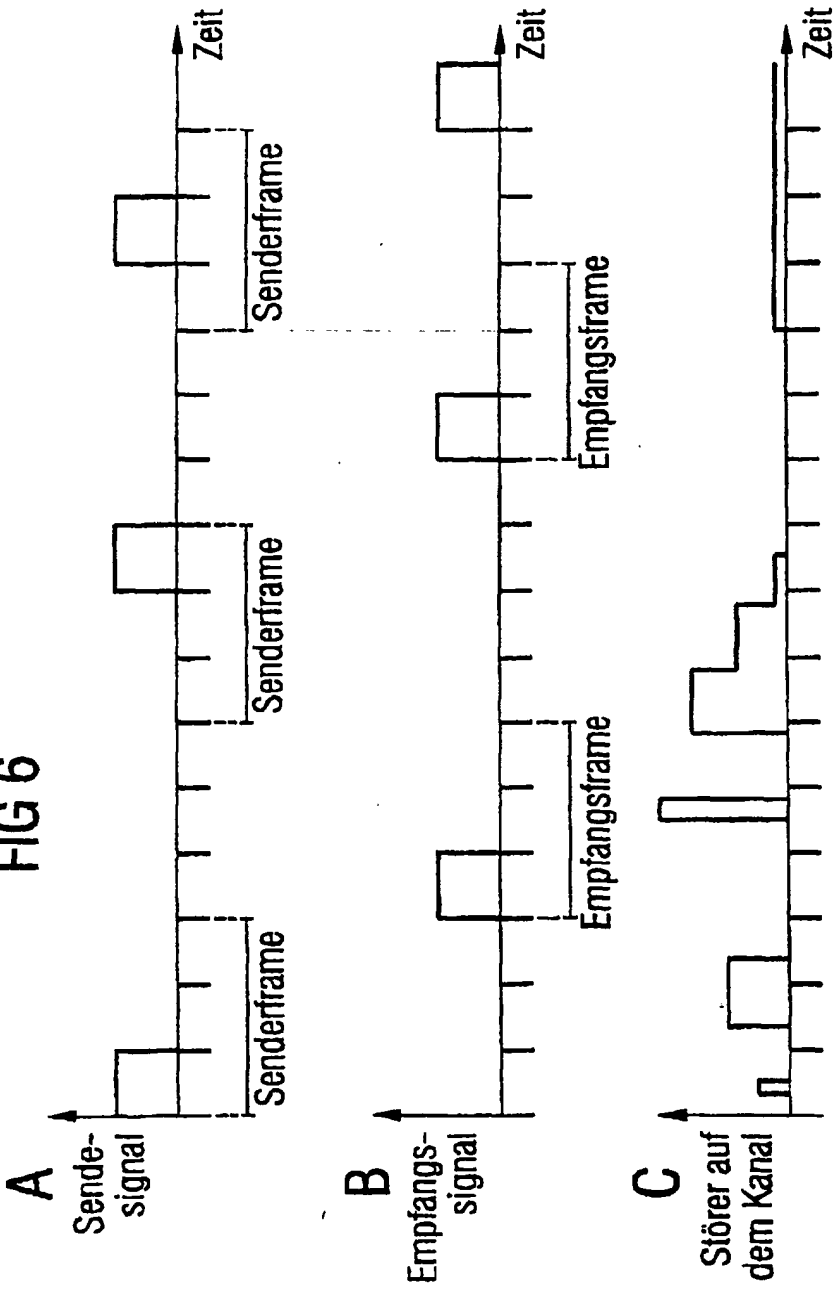 FIG 6
A
Sende-
signal
Zeit
Senderframe
Senderframe
Senderframe
B
Empfangs-
signal
Zeit
Empfangsframe
Empfangsframe
C
Störer auf
dem Kanal
Zeit